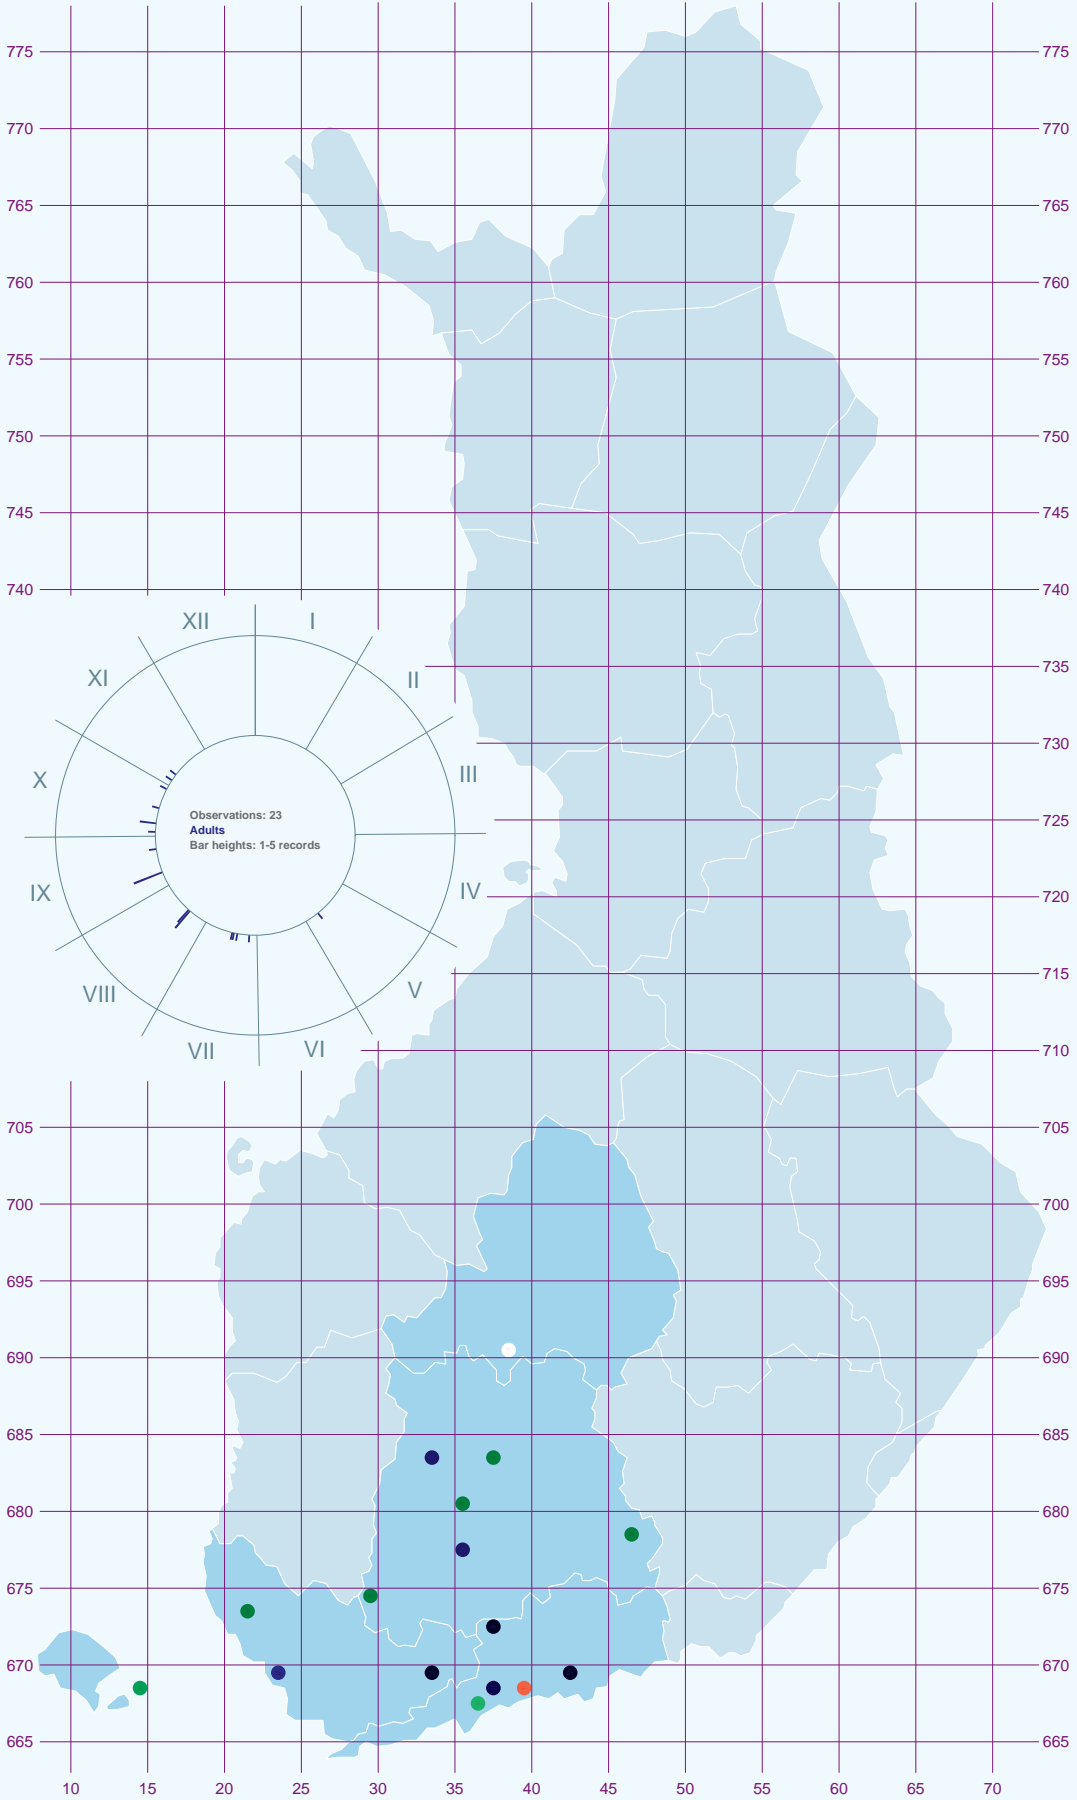 775 775
770 770
765 765
760 760
755 755
750 750
745 745
740 740
XII I
XI II
735
X III
730
Observations: 23
Adults
Bar heights: 1-5 records
725
IX IV
720
VIII V
715
VII VI
710
705 705
700 700
695 695
690 690
685 685
680 680
675 675
670 670
665 665
10 15 20 25 30 35 40 45 50 55 60 65 70